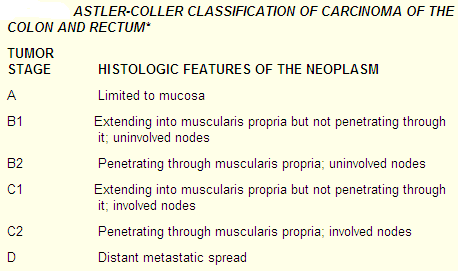 ASTLER-COLLER CLASSIFICATION OF CARCINOMA OF THE
COLON AND RECTUM*
TUMOR
STAGE HISTOLOGIC FEATURES OF THE NEOPLASM
A Limited to mucosa
B1 Extending into muscularis propria but not penetrating through
it; uninvolved nodes
B2 Penetrating through muscularis propria; uninvolved nodes
C1 Extending into muscularis propria but not penetrating through
it; involved nodes
C2 Penetrating through muscularis propria; involved nodes
D Distant metastatic spread